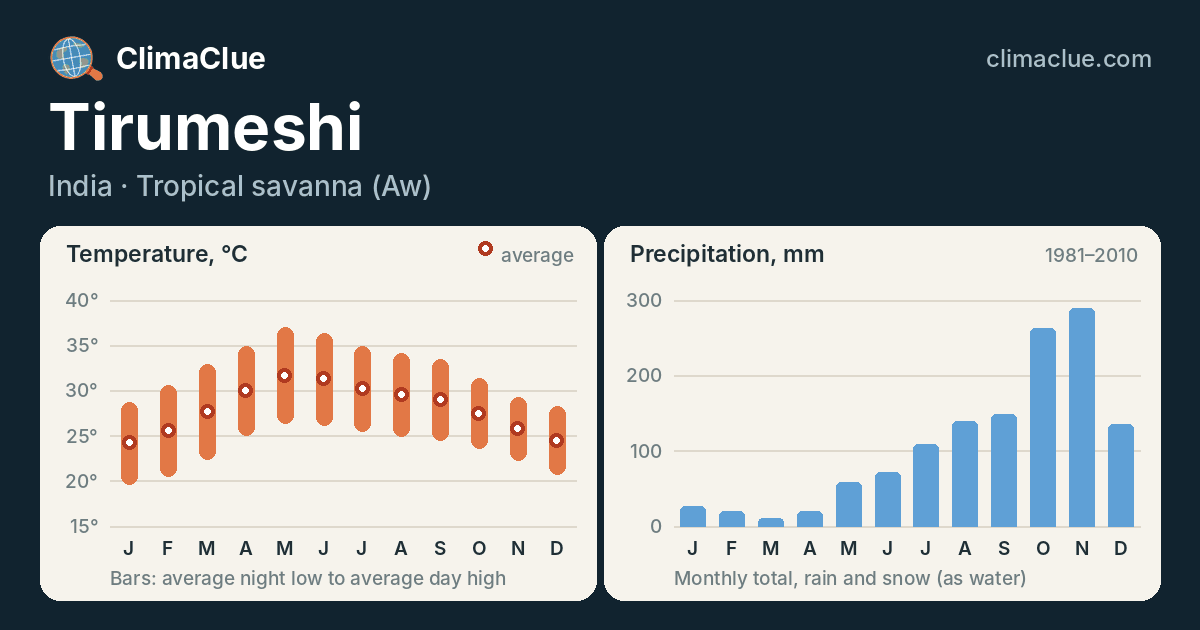 ClimaClue
climaclue.com
Tirumeshi
India · Tropical savanna (Aw)
Temperature, °C
average
40°
35°
30°
25°
20°
15°
J F M A M J J A S O N D
Bars: average night low to average day high
Precipitation, mm
1981–2010
300
200
100
0
J F M A M J J A S O N D
Monthly total, rain and snow (as water)